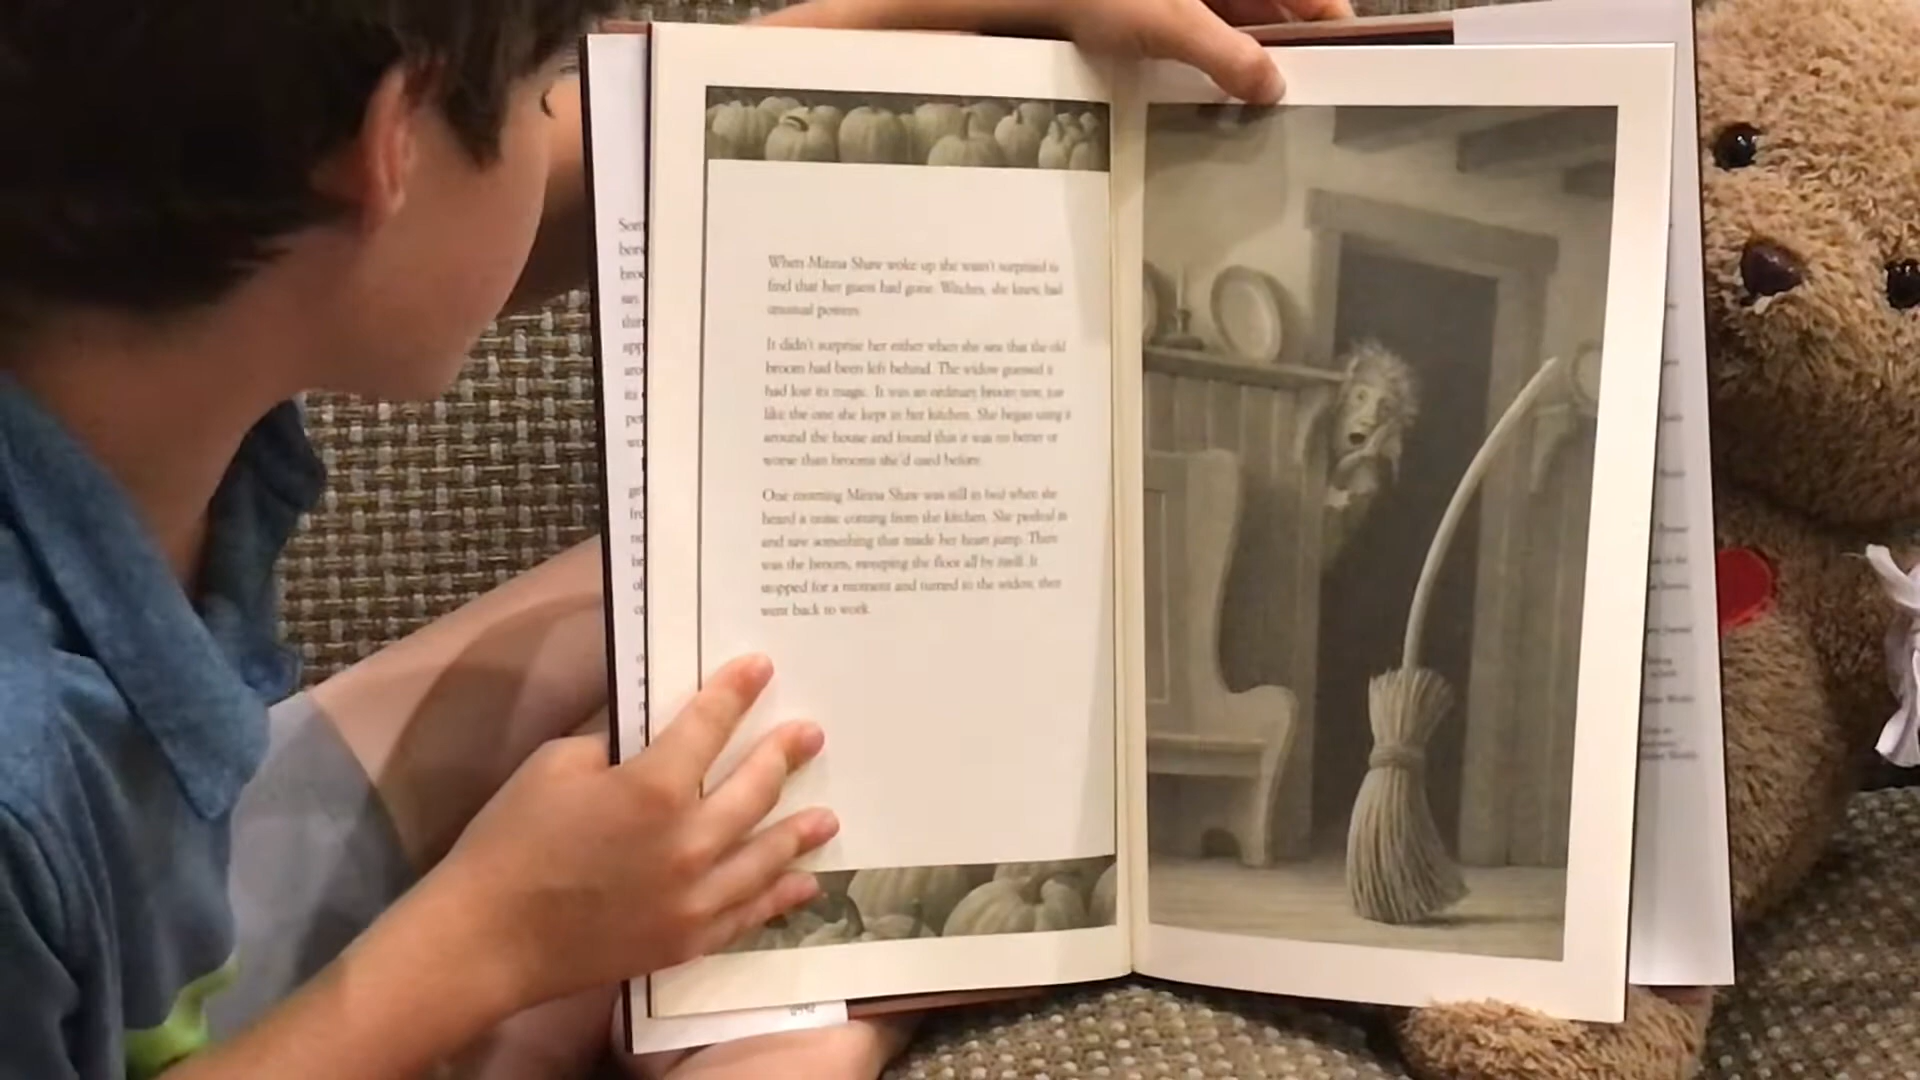 When Minna Shaw woke up she wasn't surprised to
find that her guest had gone. Witches, she knew, had
unusual powers.
It didn't surprise her either when she saw that the old
broom had been left behind. The widow guessed it
had lost its magic. It was an ordinary broom now, just
like the one she kept in her kitchen. She began using it
around the house and found that it was no better or
worse than brooms she'd used before.
One morning Minna Shaw was still in bed when she
heard a noise coming from the kitchen. She peeked in
and saw something that made her heart jump. There
was the broom, sweeping the floor all by itself. It
stopped for a moment and turned to the widow, then
went back to work.